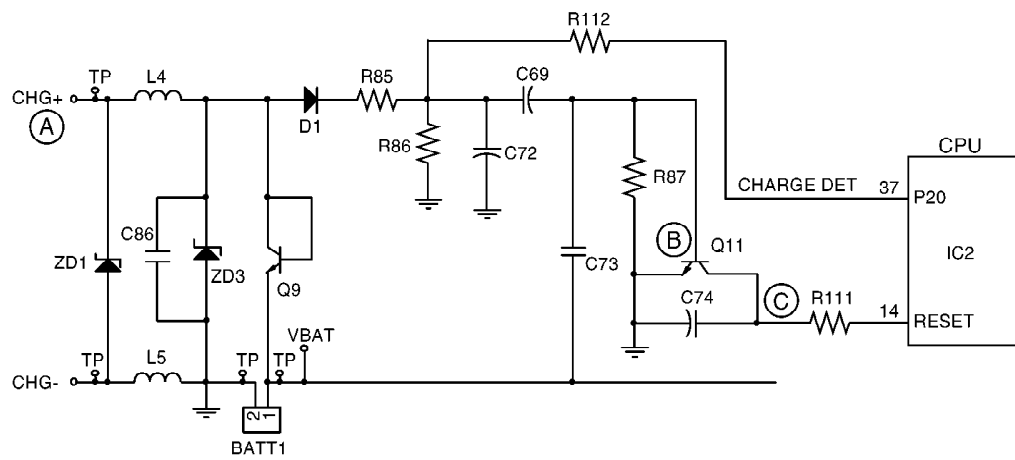 R112
TP
L4
R85
C69
CHG+
A
D1
R86
C72
R87
CPU
CHARGE DET
37
P20
C86
ZD1
ZD3
Q9
C73
B
Q11
IC2
C74
C
R111
14
RESET
VBAT
TP
L5
TP
TP
CHG-
2
1
BATT1